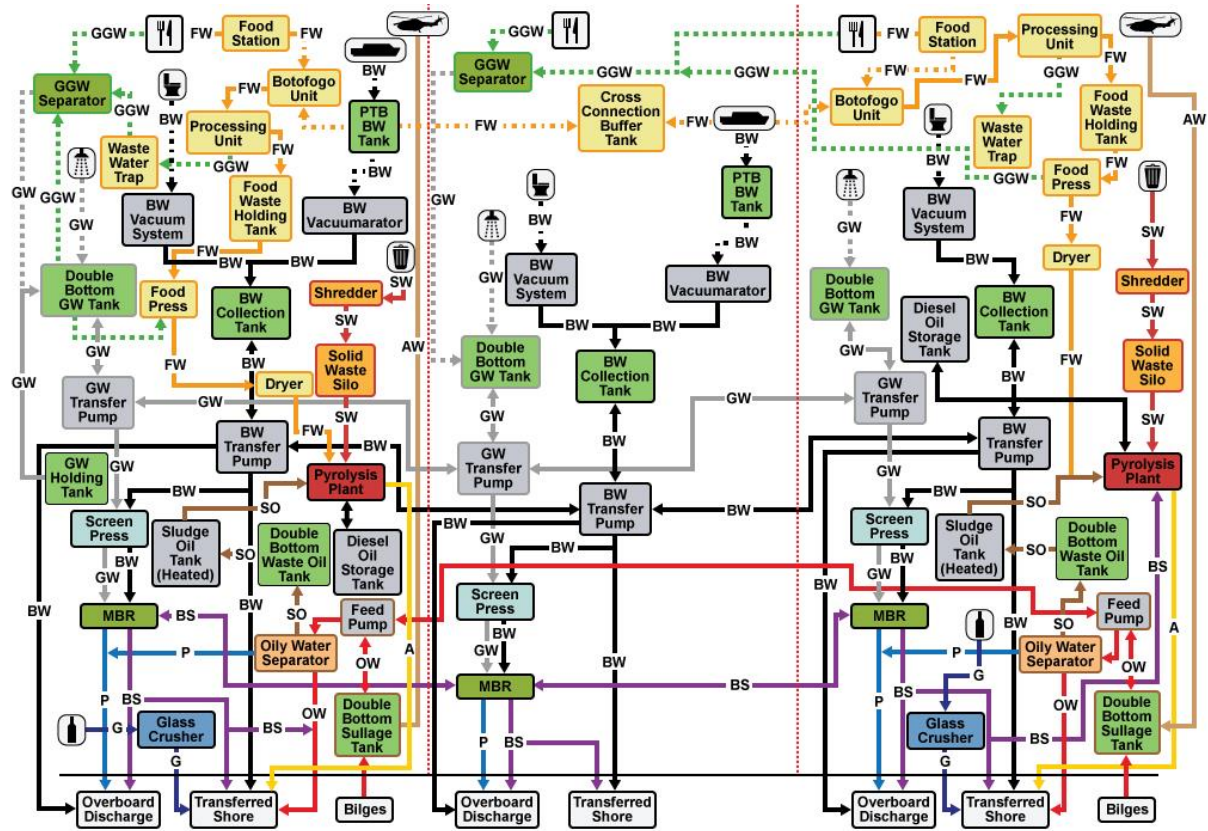 GGW
FW
Food
Station
FW
GGW
Separator
BW
Botofogo
Unit
FW
PTB
BW
Tank
BW
BW
GGW
Processing
Unit
FW
Waste
Water
Trap
GGW
FW
GW
GGW
GW
BW
Vacuum
System
Food
Waste
Holding
Tank
BW
Vacuumarator
FW
BW
BW
SW
Double
Bottom
GW Tank
Food
Press
BW
Collection
Tank
Shredder
SW
AW
GW
FW
BW
Solid
Waste
Silo
GW
Dryer
GW
Transfer
Pump
SW
FW
BW
Transfer
Pump
BW
GW
Holding
Tank
GW
Pyrolysis
Plant
BW
SO
Screen
Press
Sludge
Oil
Tank
(Heated)
SO
Double
Bottom
Waste Oil
Tank
Diesel
Oil
Storage
Tank
GW
BW
BW
BW
SO
MBR
BS
Feed
Pump
P
Oily Water
Separator
A
OW
P
BS
BS
OW
G
Glass
Crusher
G
Double
Bottom
Sullage
Tank
Overboard
Discharge
Transferred
Shore
Bilges
GGW
GGW
Separator
GGW
GGW
FW
Cross
Connection
Buffer
Tank
FW
BW
GW
PTB
BW
Tank
BW
GW
BW
BW
Vacuum
System
BW
Vacuumarator
BW
BW
Double
Bottom
GW Tank
BW
Collection
Tank
GW
GW
GW
BW
GW
Transfer
Pump
BW
Transfer
Pump
BW
BW
GW
BW
Screen
Press
BW
GW
BW
MBR
BS
P
BS
Overboard
Discharge
Transferred
Shore
FW
Food
Station
FW
Processing
Unit
FW
GGW
Botofogo
Unit
FW
Food
Waste
Holding
Tank
AW
BW
Waste
Water
Trap
FW
GGW
Food
Press
GW
BW
Vacuum
System
FW
SW
Dryer
Double
Bottom
GW Tank
BW
Shredder
Diesel
Oil
Storage
Tank
BW
Collection
Tank
SW
GW
FW
Solid
Waste
Silo
BW
GW
Transfer
Pump
SW
BW
Transfer
Pump
GW
Pyrolysis
Plant
BW
SO
Screen
Press
Sludge
Oil
Tank
(Heated)
SO
Double
Bottom
Waste Oil
Tank
BS
GW
BW
BW
MBR
BW
SO
Feed
Pump
A
P
Oily Water
Separator
OW
G
P
BS
OW
Glass
Crusher
BS
Double
Bottom
Sullage
Tank
G
Overboard
Discharge
Transferred
Shore
Bilges